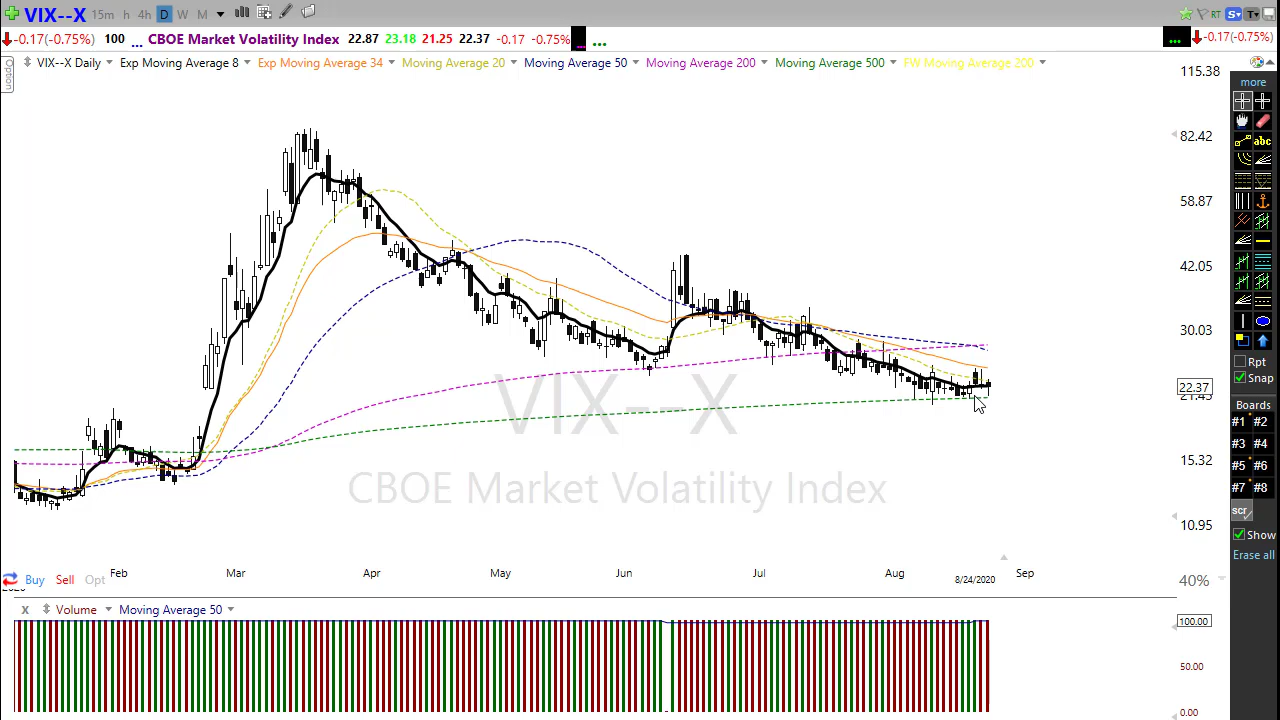 VIX--X 15m h 4h D W M RT S T
-0.17(-0.75%) 100 ... CBOE Market Volatility Index 22.87 23.18 21.25 22.37 -0.17 -0.75% ... ... -0.17(-0.75%)
Option
VIX--X Daily Exp Moving Average 8 Exp Moving Average 34 Moving Average 20 Moving Average 50 Moving Average 200 Moving Average 500 FW Moving Average 200
more
115.38
82.42
abc
58.87
42.05
30.03
Rpt
Snap
22.37
VIX--X
Boards
#1 #2
#3 #4
15.32
#5 #6
CBOE Market Volatility Index
#7 #8
scr
10.95
Show
Erase all
Feb Mar Apr May Jun Jul Aug 8/24/2020 Sep
Buy Sell Opt
40%
X Volume Moving Average 50
100.00
50.00
0.00